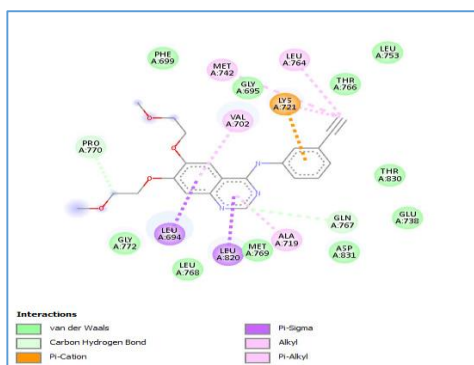 LEU
753
LEU
764
PHE
699
MET
742
THR
766
GLY
695
LYS
721
VAL
702
PRO
770
THR
830
GLN
767
GLU
738
LEU
694
ALA
719
GLY
772
MET
769
ASP
831
LEU
820
LEU
768
Interactions
van der Waals
Carbon Hydrogen Bond
Pi-Cation
Pi-Sigma
Alkyl
Pi-Alkyl